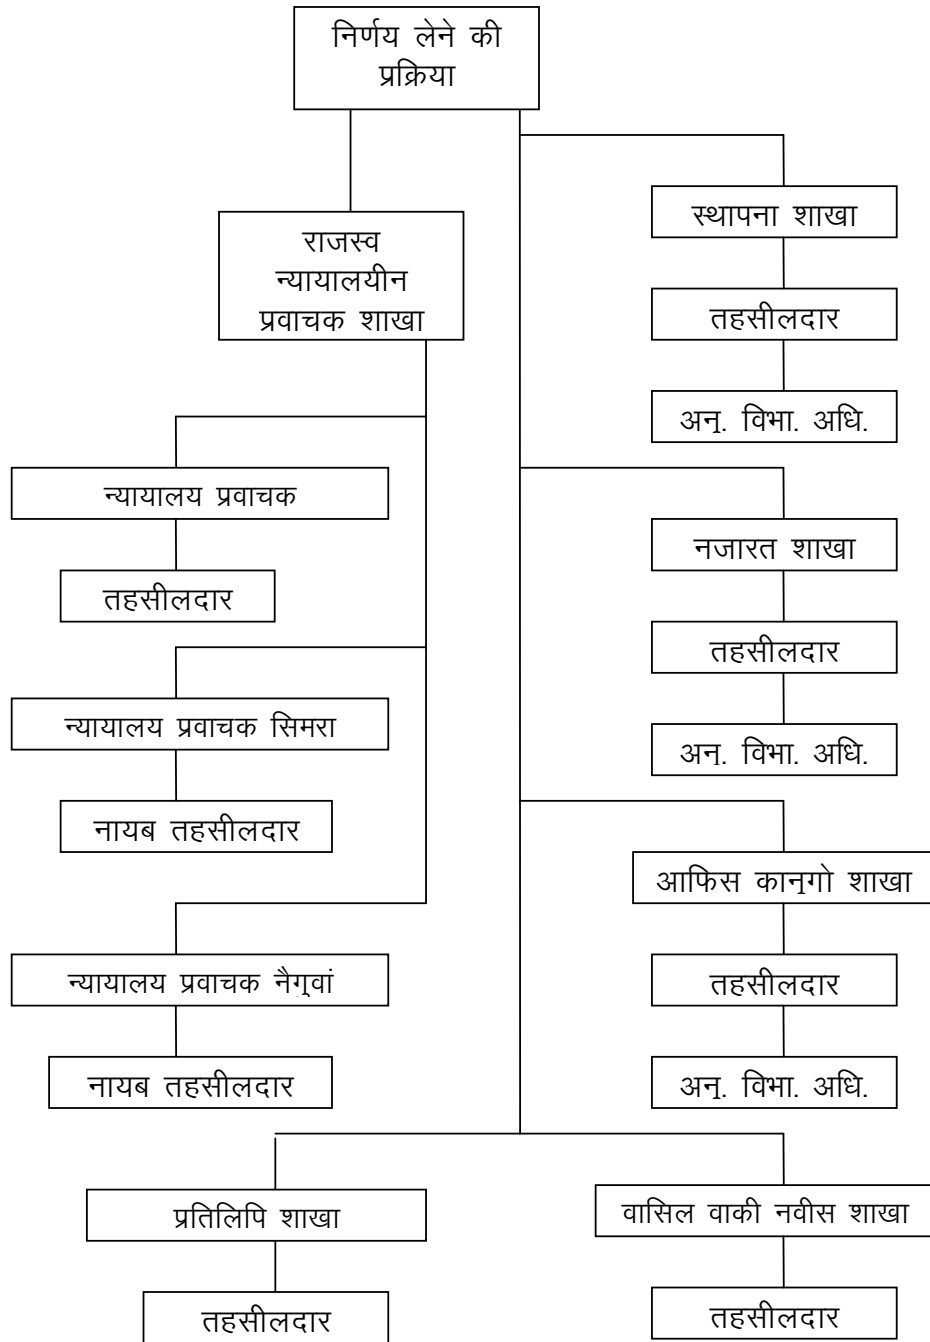 निर्णय लेने की
प्रक्रिया
राजस्व
न्यायालयीन
प्रवाचक शाखा
न्यायालय प्रवाचक
तहसीलदार
न्यायालय प्रवाचक सिमरा
नायब तहसीलदार
न्यायालय प्रवाचक नैगुवां
नायब तहसीलदार
स्थापना शाखा
तहसीलदार
अनु. विभा. अधि.
नजारत शाखा
तहसीलदार
अनु. विभा. अधि.
आफिस कानुगो शाखा
तहसीलदार
अनु. विभा. अधि.
प्रतिलिपि शाखा
तहसीलदार
वासिल वाकी नवीस शाखा
तहसीलदार